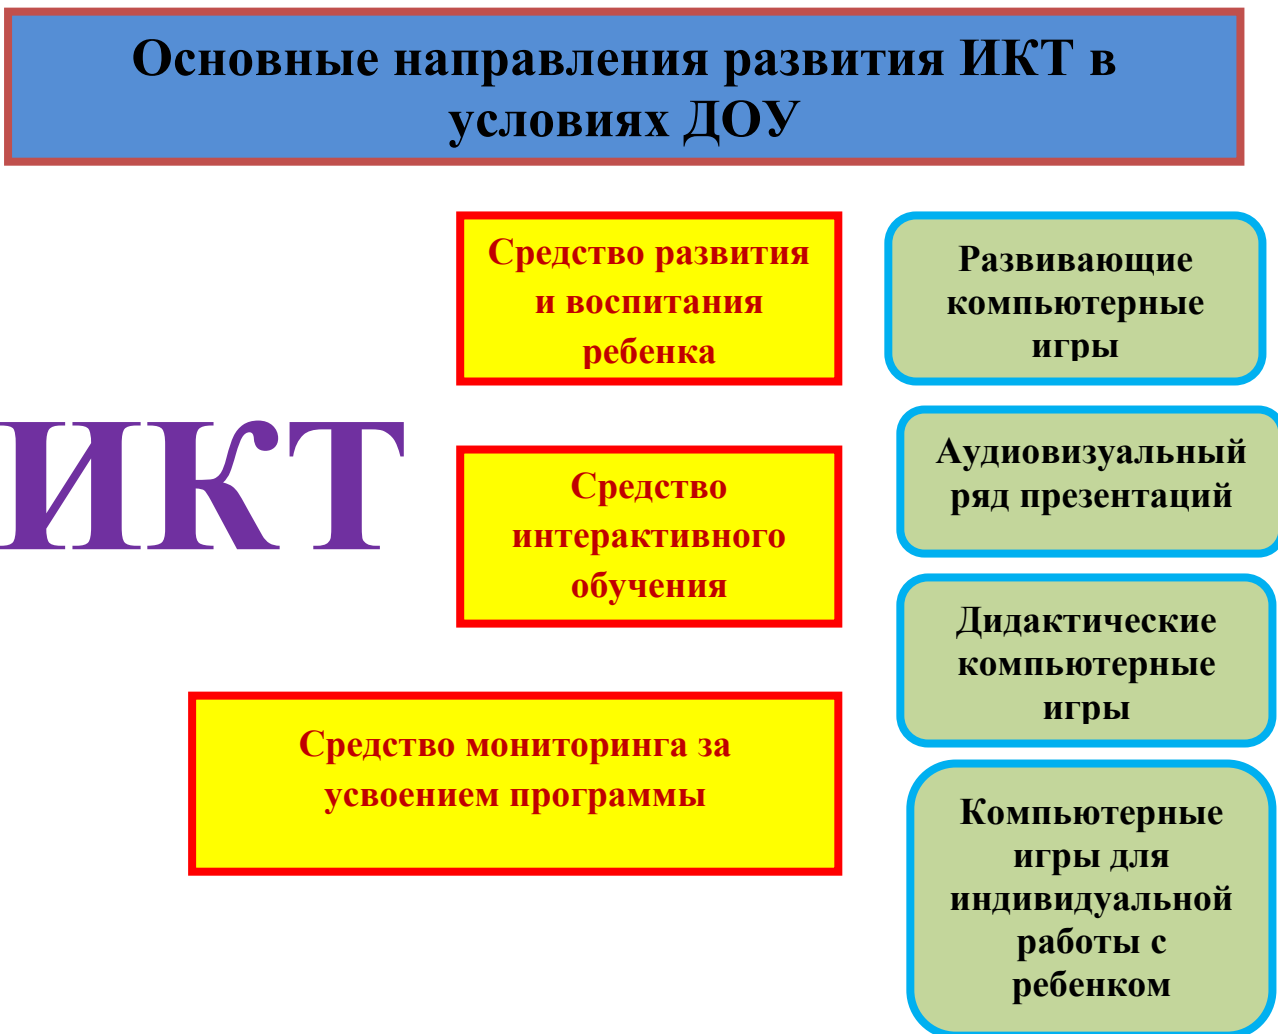 Основные направления развития ИКТ в
условиях ДОУ
Средство развития
и воспитания
ребенка
Развивающие
компьютерные
игры
ИКТ
Средство
интерактивного
обучения
Аудиовизуальный
ряд презентаций
Дидактические
компьютерные
игры
Средство мониторинга за
усвоением программы
Компьютерные
игры для
индивидуальной
работы с
ребенком